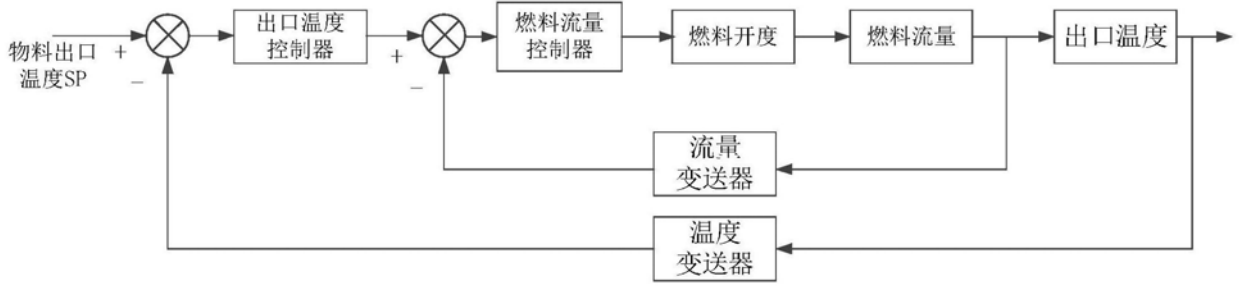 物料出口
温度SP
+
−
出口温度
控制器
+
−
燃料流量
控制器
燃料开度
燃料流量
出口温度
流量
变送器
温度
变送器